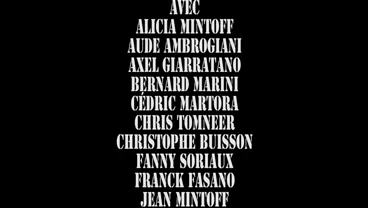 AVEC
ALICIA MINTOFF
AUDE AMBROGIANI
AXEL GIARRATANO
BERNARD MARINI
CÉDRIC MARTORA
CHRIS TOMNEER
CHRISTOPHE BUISSON
FANNY SORIAUX
FRANCK FASANO
JEAN MINTOFF